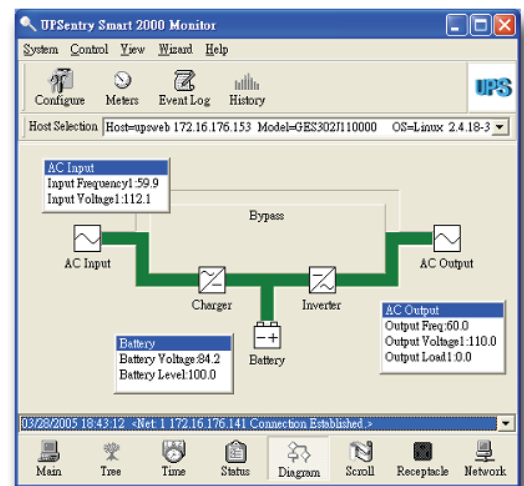 UPSentry Smart 2000 Monitor
System Control View Wizard Help
Configure Meters Event Log History
UPS
Host Selection Host=upsweb 172.16.176.153 Model=GES302J110000 OS=Linux 2.4.18-3
AC Input
Input Frequency1:59.9
Input Voltage1:112.1
Bypass
AC Input
AC Output
Charger
Inverter
AC Output
Output Freq:60.0
Output Voltage1:110.0
Output Load1:0.0
Battery
Battery Voltage:84.2
Battery Level:100.0
Battery
03/28/2005 18:43:12 <Net: 1 172.16.176.141 Connection Established.>
Main Tree Time Status Diagram Scroll Receptacle Network